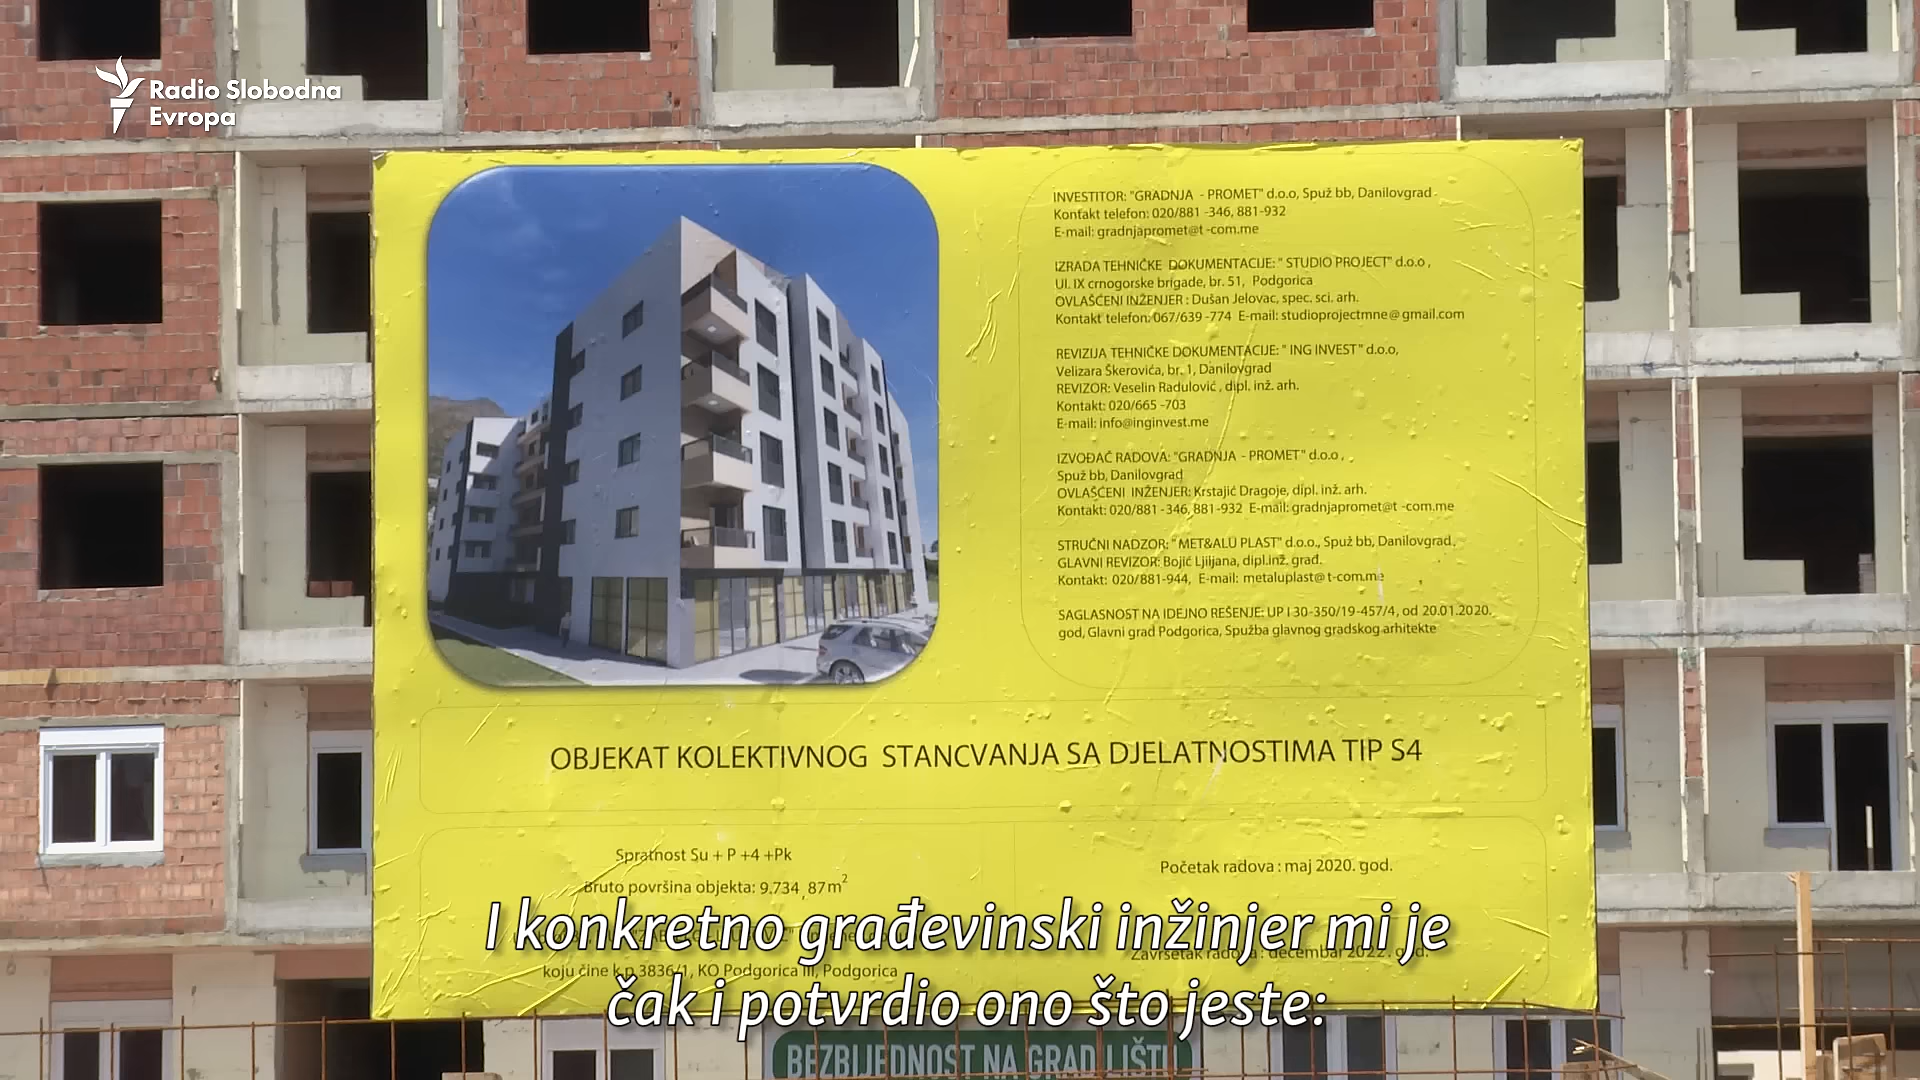 Radio Slobodna
Evropa
INVESTITOR: "GRADNJA - PROMET" d.o.o, Spuž bb, Danilovgrad
Kontakt telefon: 020/881 -346, 881-932
E-mail: gradnjapromet@t -com.me
IZRADA TEHNIČKE DOKUMENTACIJE: " STUDIO PROJECT" d.o.o ,
Ul. IX crnogorske brigade, br. 51, Podgorica
OVLAŠĆENI INŽENJER : Dušan Jelovac, spec. sci. arh.
Kontakt telefon: 067/639 -774 E-mail: studioprojectmne@gmail.com
REVIZIJA TEHNIČKE DOKUMENTACIJE: " ING INVEST" d.o.o,
Velizara Škerovića, br. 1, Danilovgrad
REVIZOR: Veselin Radulović , dipl. inž. arh.
Kontakt: 020/665 -703
E-mail: info@inginvest.me
IZVOĐAČ RADOVA: "GRADNJA - PROMET" d.o.o ,
Spuž bb, Danilovgrad
OVLAŠĆENI INŽENJER: Krstajić Dragoje, dipl. inž. arh.
Kontakt: 020/881 -346, 881-932 E-mail: gradnjapromet@t -com.me
STRUČNI NADZOR: " MET&ALU PLAST" d.o.o., Spuž bb, Danilovgrad,
GLAVNI REVIZOR: Bojić Ljiljana, dipl.inž. građ.
Kontakt: 020/881-944, E-mail: metaluplast@t-com.me
SAGLASNOST NA IDEJNO REŠENJE: UP I 30-350/19-457/4, od 20.01.2020.
god, Glavni grad Podgorica, Spužba glavnog gradskog arhitekte
OBJEKAT KOLEKTIVNOG STANCVANJA SA DJELATNOSTIMA TIP S4
Spratnost Su + P +4 +Pk
Bruto površina objekta: 9.734, 87m²
Početak radova : maj 2020. god.
Završetak radova : decembar 2022. god.
koju čine k.p 3836/1, KO Podgorica III, Podgorica
I konkretno građevinski inžinjer mi je
čak i potvrdio ono što jeste:
BEZBIJEDNOST NA GRADILIŠTU